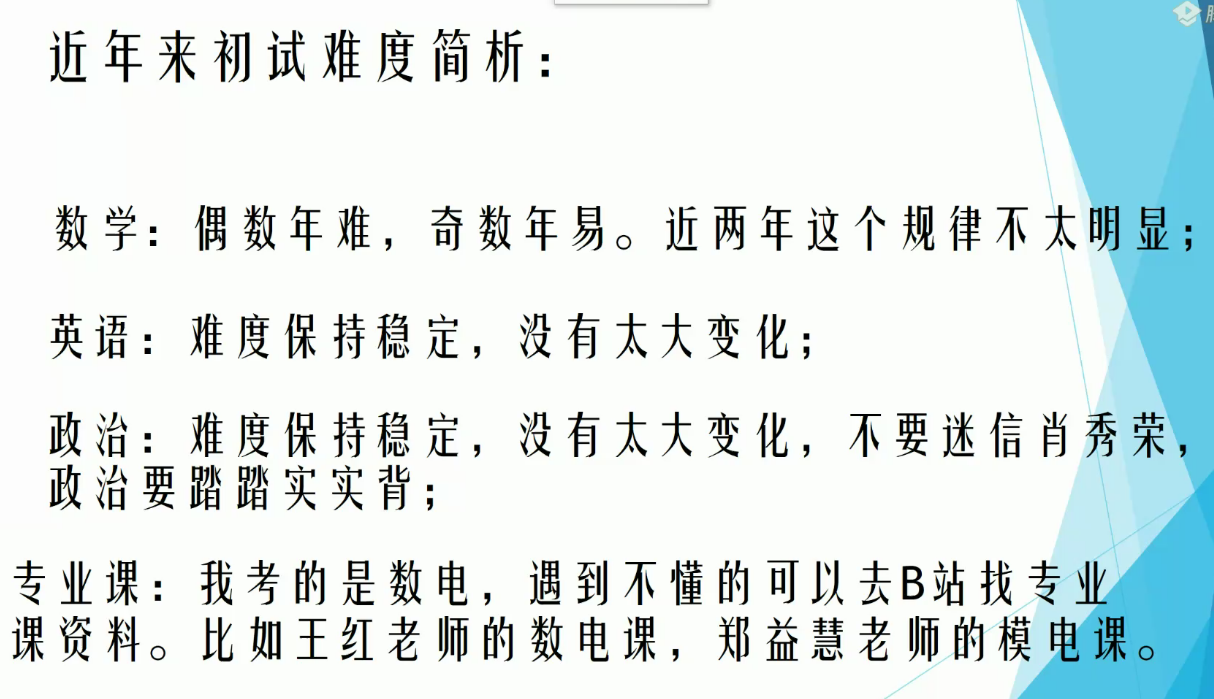 近年来初试难度简析：
数学：偶数年难，奇数年易。近两年这个规律不太明显；
英语：难度保持稳定，没有太大变化；
政治：难度保持稳定，没有太大变化，不要迷信肖秀荣，
政治要踏踏实实背；
专业课：我考的是数电，遇到不懂的可以去B站找专业
课资料。比如王红老师的数电课，郑益慧老师的模电课。